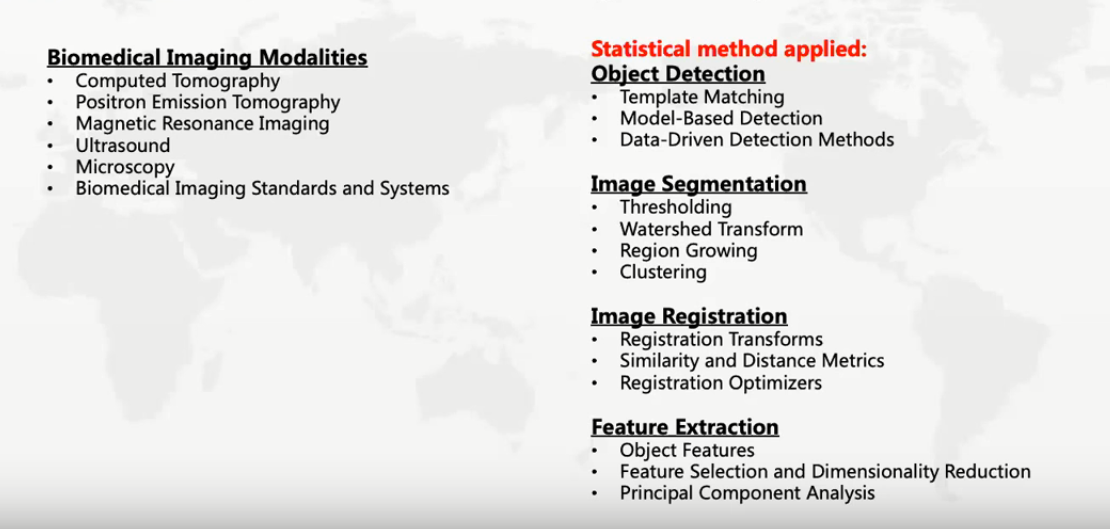 Biomedical Imaging Modalities
• Computed Tomography
• Positron Emission Tomography
• Magnetic Resonance Imaging
• Ultrasound
• Microscopy
• Biomedical Imaging Standards and Systems
Statistical method applied:
Object Detection
• Template Matching
• Model-Based Detection
• Data-Driven Detection Methods
Image Segmentation
• Thresholding
• Watershed Transform
• Region Growing
• Clustering
Image Registration
• Registration Transforms
• Similarity and Distance Metrics
• Registration Optimizers
Feature Extraction
• Object Features
• Feature Selection and Dimensionality Reduction
• Principal Component Analysis